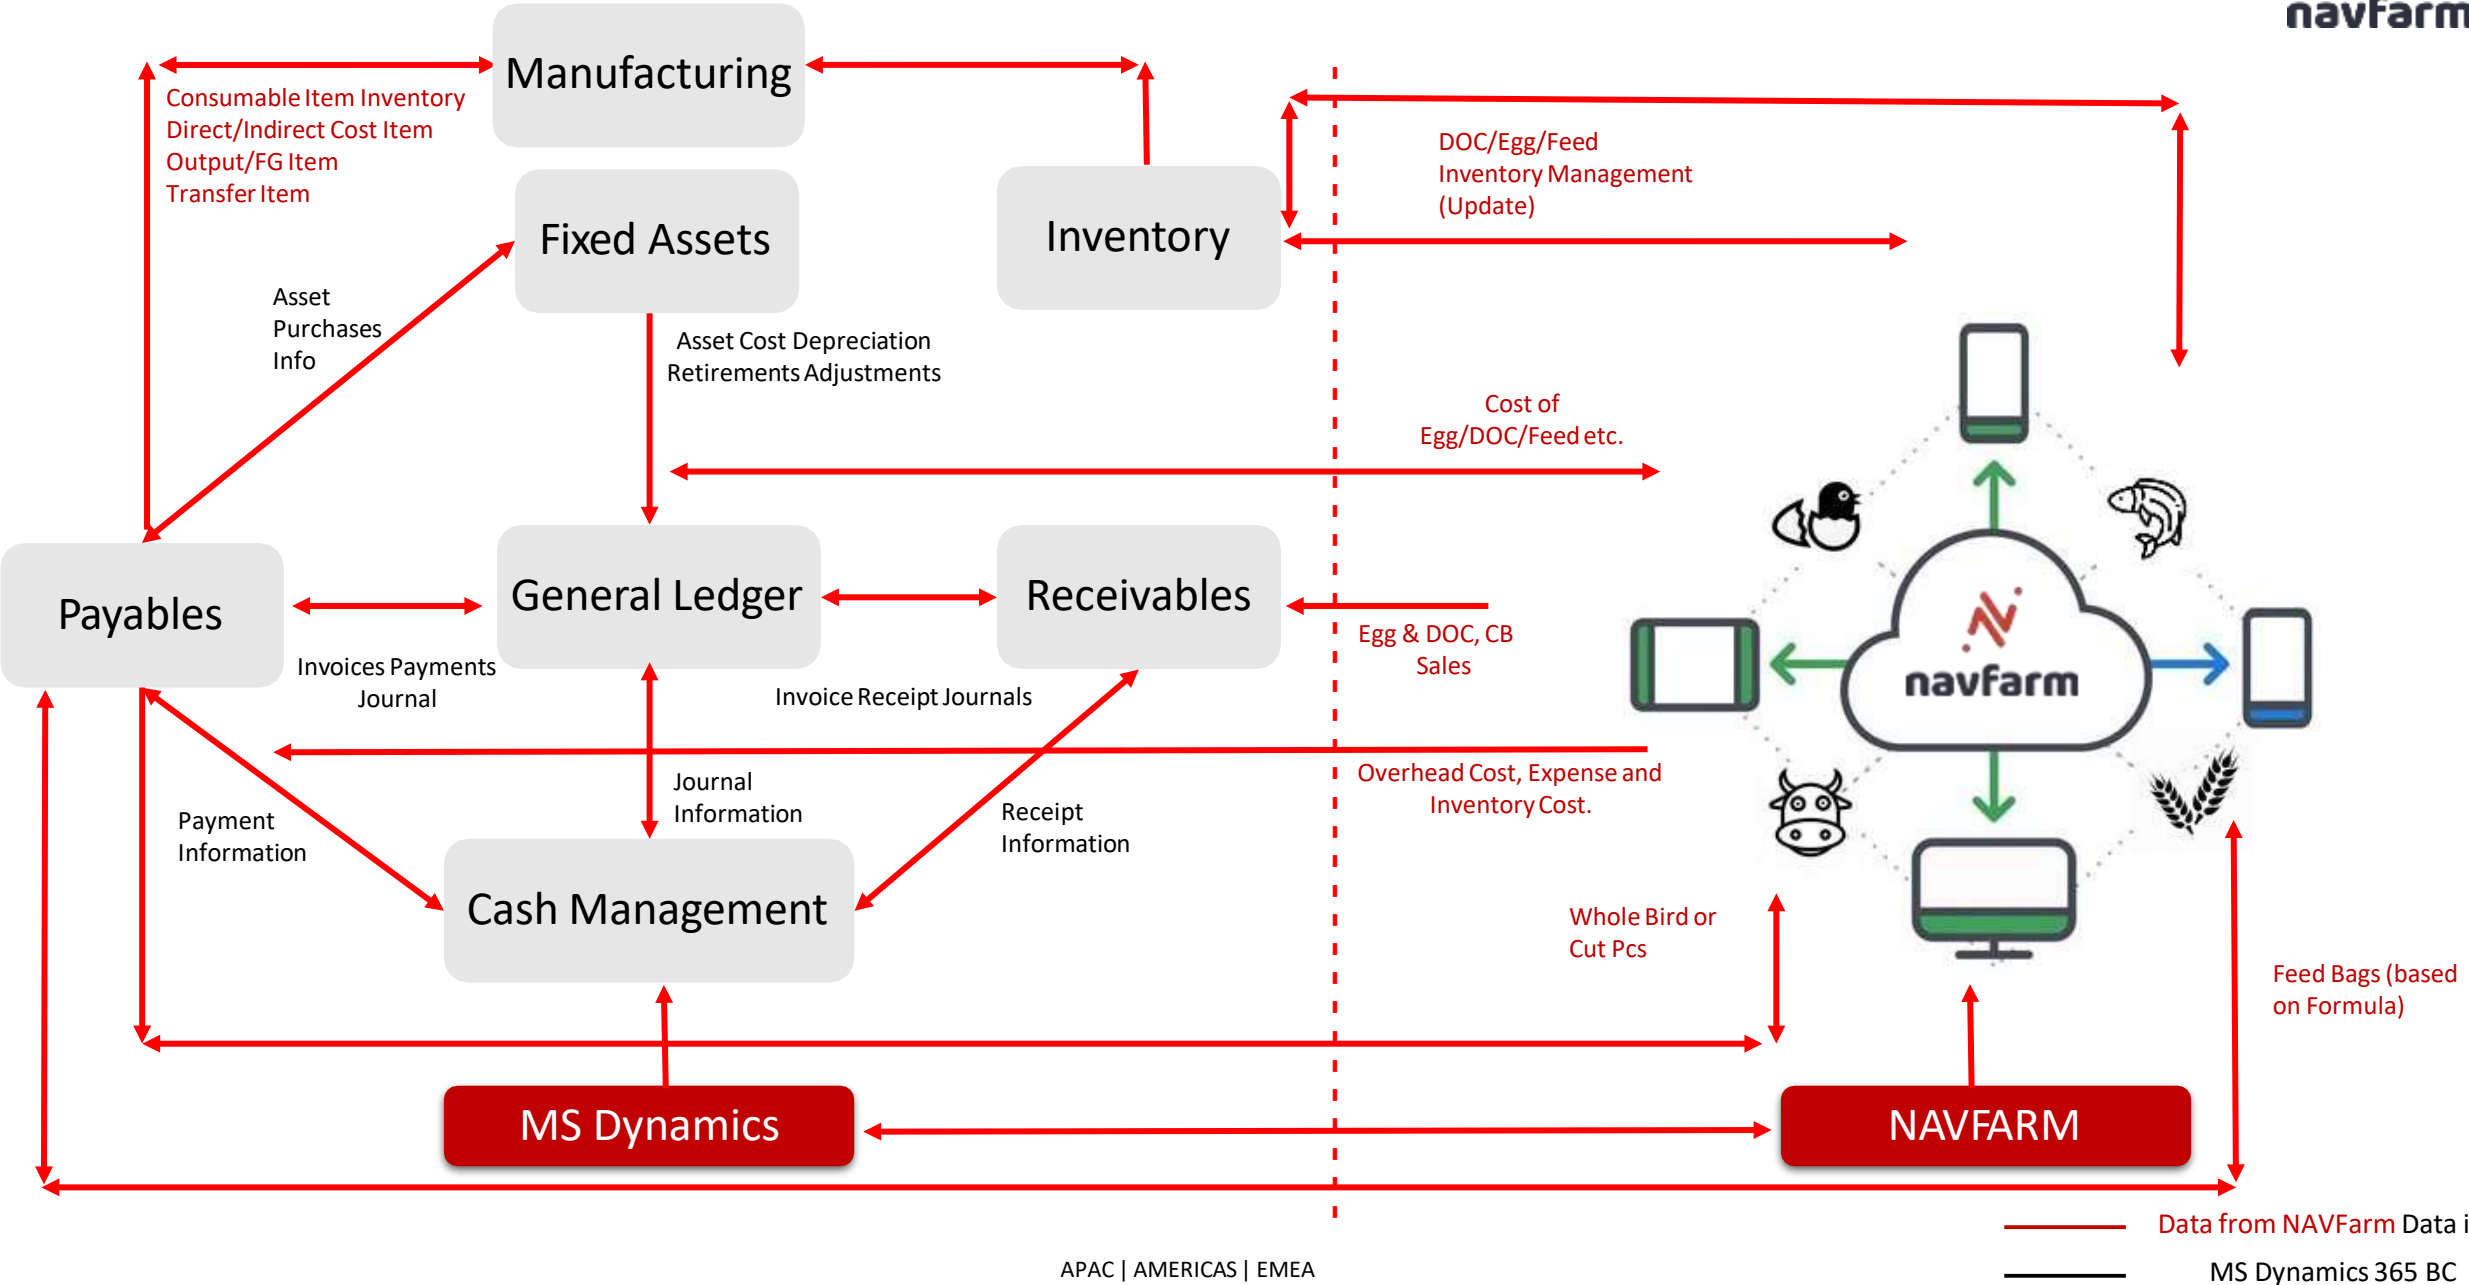 navfarm
Manufacturing
Consumable Item Inventory
Direct/Indirect Cost Item
Output/FG Item
Transfer Item
DOC/Egg/Feed
Inventory Management
(Update)
Fixed Assets
Inventory
Asset
Purchases
Info
Asset Cost Depreciation
Retirements Adjustments
Cost of
Egg/DOC/Feed etc.
Payables
General Ledger
Receivables
Egg & DOC, CB
Sales
navfarm
Invoices Payments
Journal
Invoice Receipt Journals
Overhead Cost, Expense and
Inventory Cost.
Journal
Information
Payment
Information
Receipt
Information
Cash Management
Whole Bird or
Cut Pcs
Feed Bags (based
on Formula)
MS Dynamics
NAVFARM
Data from NAVFarm Data i
MS Dynamics 365 BC
APAC | AMERICAS | EMEA